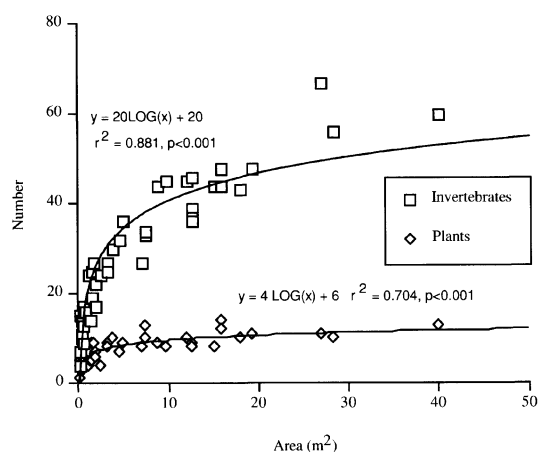 80
y = 20LOG(x) + 20
r2 = 0.881, p<0.001
60
Number
40
Invertebrates
Plants
20
y = 4 LOG(x) + 6 r2 = 0.704, p<0.001
0
0 10 20 30 40 50
Area (m2)